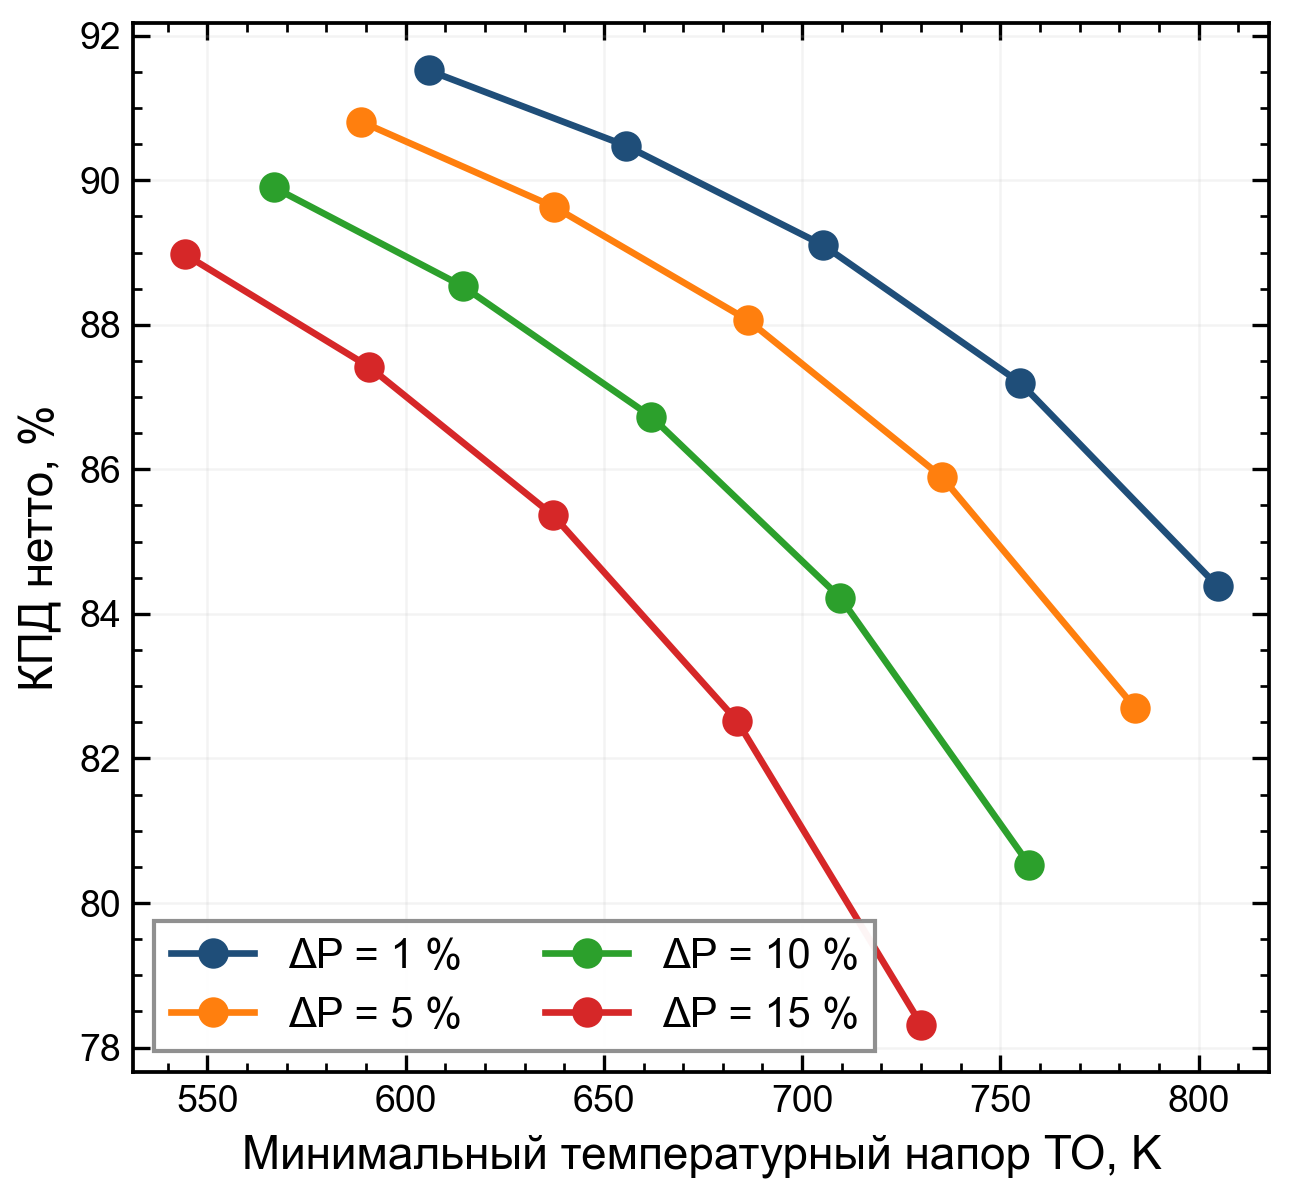 92
90
88
86
84
82
80
78
КПД нетто, %
ΔP = 1 %
ΔP = 10 %
ΔP = 5 %
ΔP = 15 %
550 600 650 700 750 800
Минимальный температурный напор ТО, К